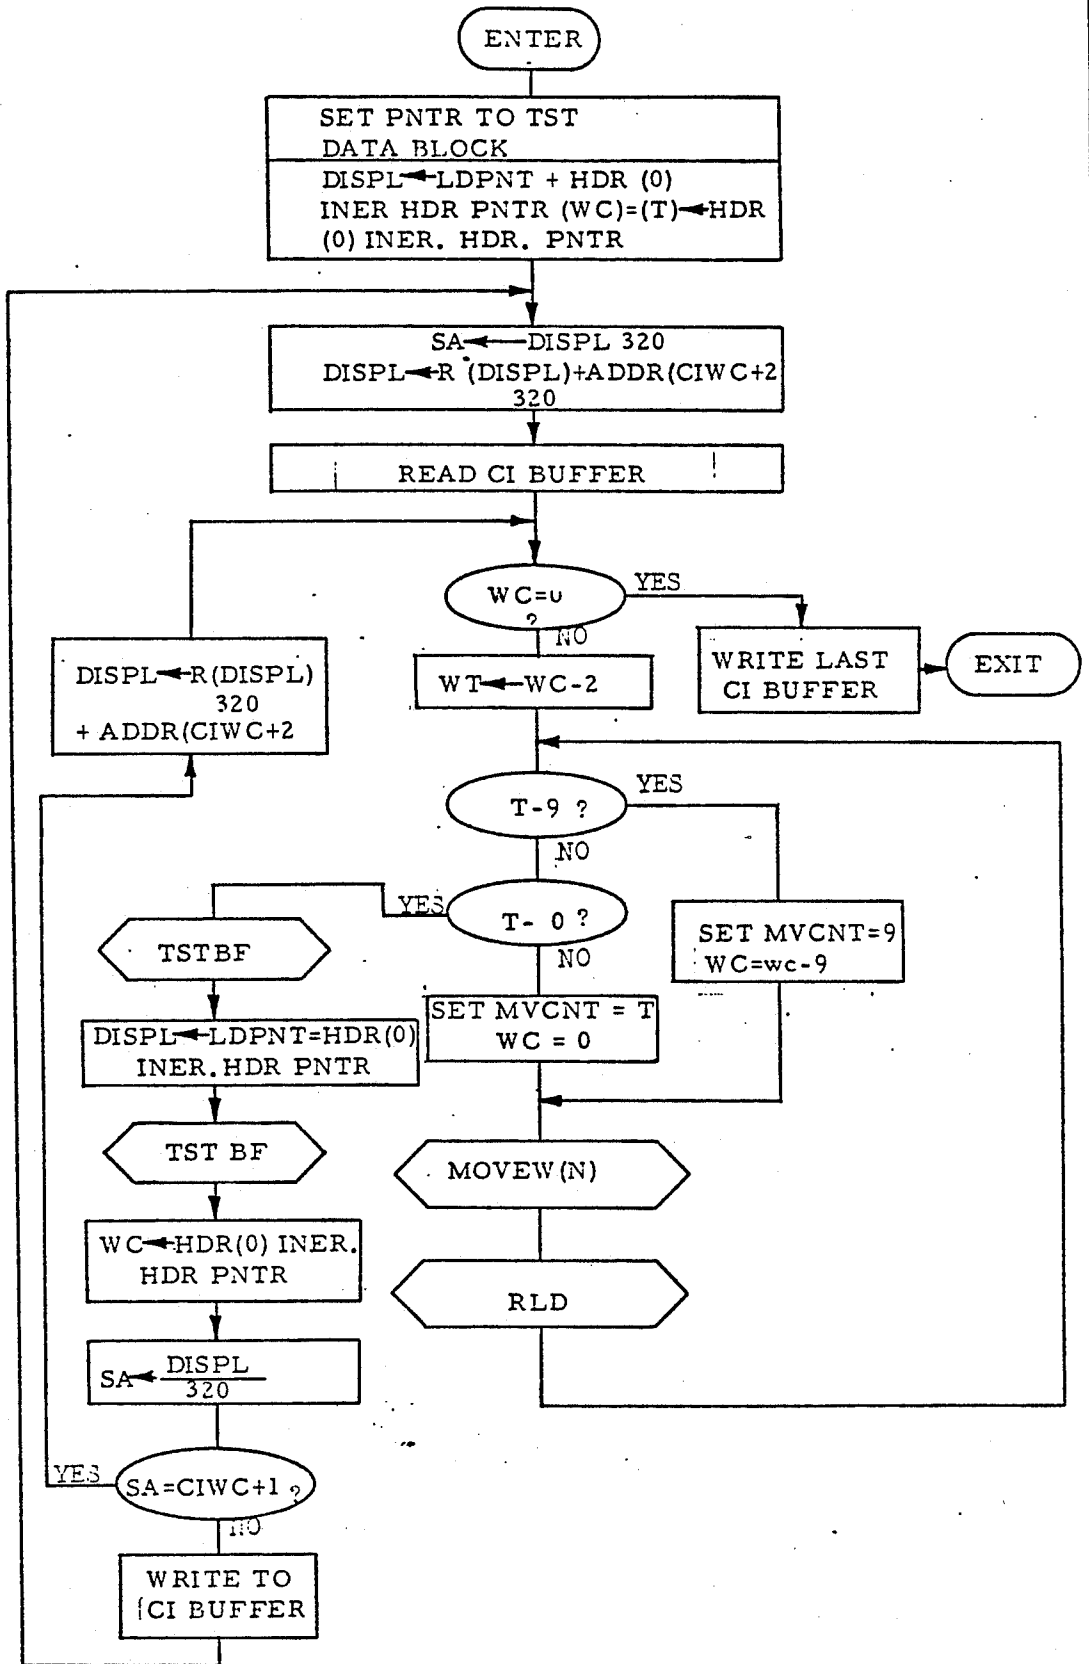 ENTER
SET PNTR TO TST
DATA BLOCK
DISPL←LDPNT + HDR (0)
INER HDR PNTR (WC)=(T)←HDR
(0) INER. HDR. PNTR
SA←DISPL 320
DISPL←R (DISPL)+ADDR(CIWC+2
320
READ CI BUFFER
WC=0
?
YES
NO
WRITE LAST
CI BUFFER
EXIT
WT←WC-2
DISPL←R(DISPL)
320
+ ADDR(CIWC+2
T-9 ?
YES
NO
T- 0 ?
YES
NO
SET MVCNT=9
WC=wc-9
SET MVCNT = T
WC = 0
MOVEW(N)
RLD
TSTBF
DISPL←LDPNT=HDR(0)
INER.HDR PNTR
TST BF
WC←HDR(0) INER.
HDR PNTR
SA←DISPL
320
SA=CIWC+1 ?
YES
NO
WRITE TO
CI BUFFER